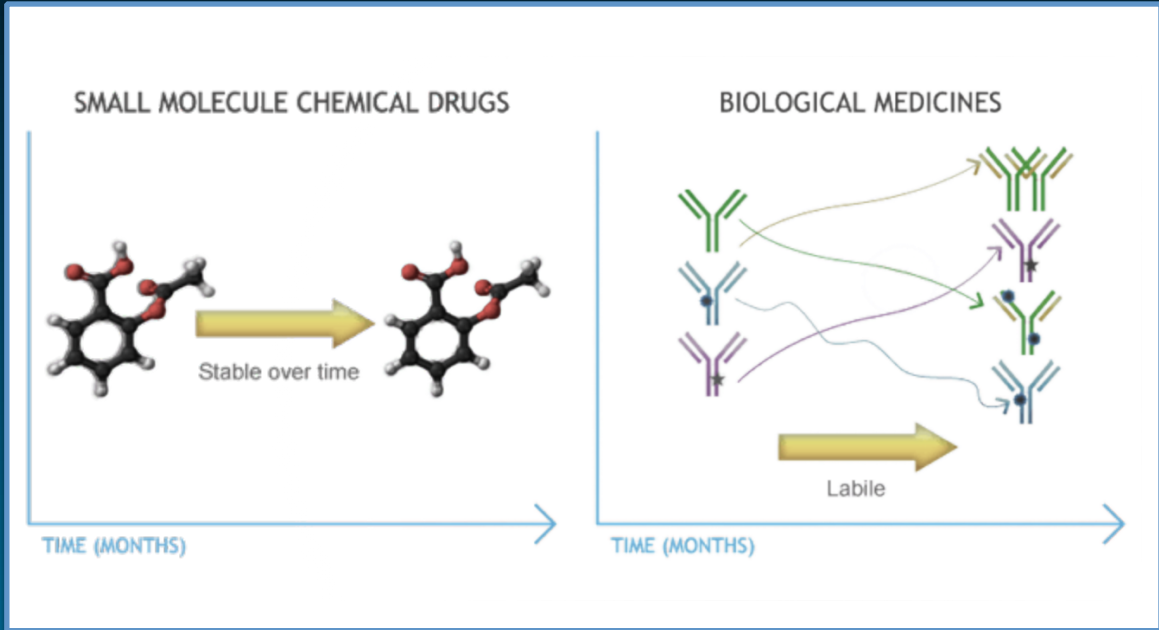 SMALL MOLECULE CHEMICAL DRUGS
Stable over time
TIME (MONTHS)
BIOLOGICAL MEDICINES
Labile
TIME (MONTHS)